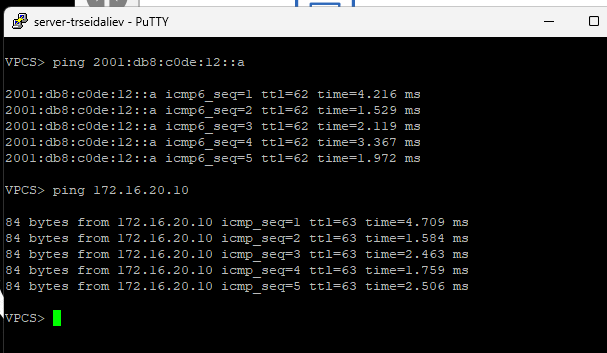 server-trseidaliev - PuTTY
VPCS> ping 2001:db8:c0de:12::a
2001:db8:c0de:12::a icmp6_seq=1 ttl=62 time=4.216 ms
2001:db8:c0de:12::a icmp6_seq=2 ttl=62 time=1.529 ms
2001:db8:c0de:12::a icmp6_seq=3 ttl=62 time=2.119 ms
2001:db8:c0de:12::a icmp6_seq=4 ttl=62 time=3.367 ms
2001:db8:c0de:12::a icmp6_seq=5 ttl=62 time=1.972 ms
VPCS> ping 172.16.20.10
84 bytes from 172.16.20.10 icmp_seq=1 ttl=63 time=4.709 ms
84 bytes from 172.16.20.10 icmp_seq=2 ttl=63 time=1.584 ms
84 bytes from 172.16.20.10 icmp_seq=3 ttl=63 time=2.463 ms
84 bytes from 172.16.20.10 icmp_seq=4 ttl=63 time=1.759 ms
84 bytes from 172.16.20.10 icmp_seq=5 ttl=63 time=2.506 ms
VPCS>